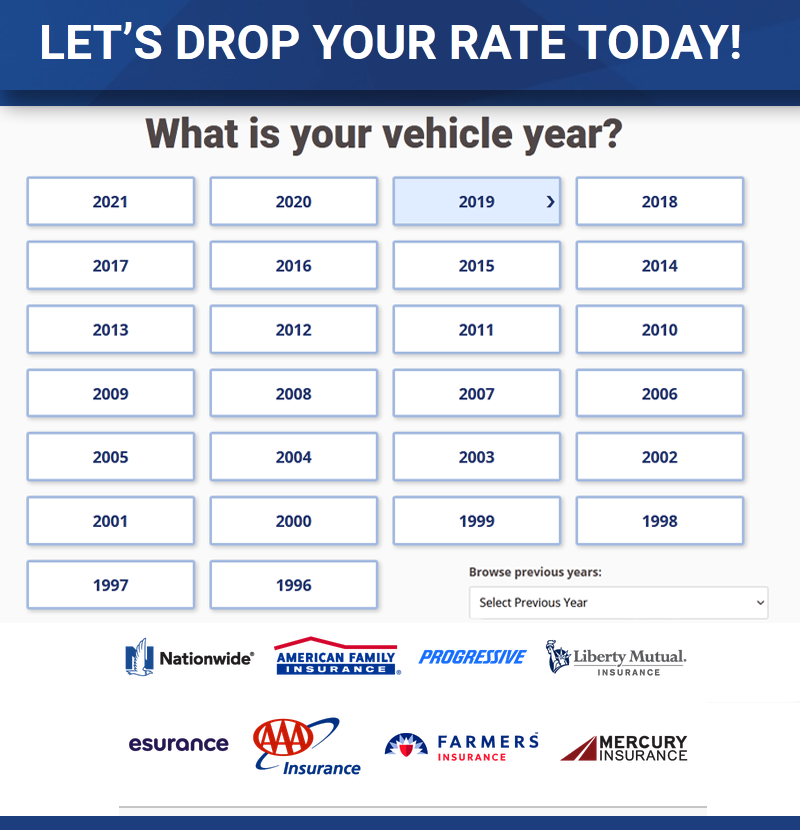 LET'S DROP YOUR RATE TODAY!
What is your vehicle year?
2021 2020 2019 › 2018
2017 2016 2015 2014
2013 2012 2011 2010
2009 2008 2007 2006
2005 2004 2003 2002
2001 2000 1999 1998
1997 1996
Browse previous years:
Select Previous Year
Nationwide®
AMERICAN FAMILY
INSURANCE®
PROGRESSIVE
Liberty Mutual.
INSURANCE
esurance
AAA
Insurance
FARMERS™
INSURANCE
MERCURY
INSURANCE